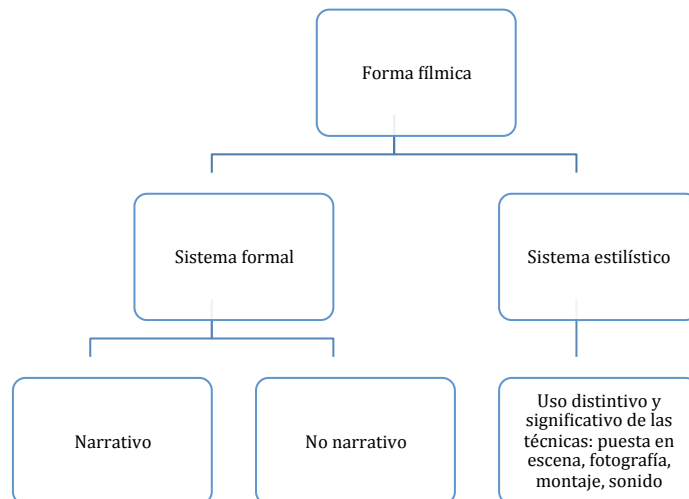 Forma fílmica
Sistema formal
Sistema estilístico
Narrativo
No narrativo
Uso distintivo y
significativo de las
técnicas: puesta en
escena, fotografía,
montaje, sonido